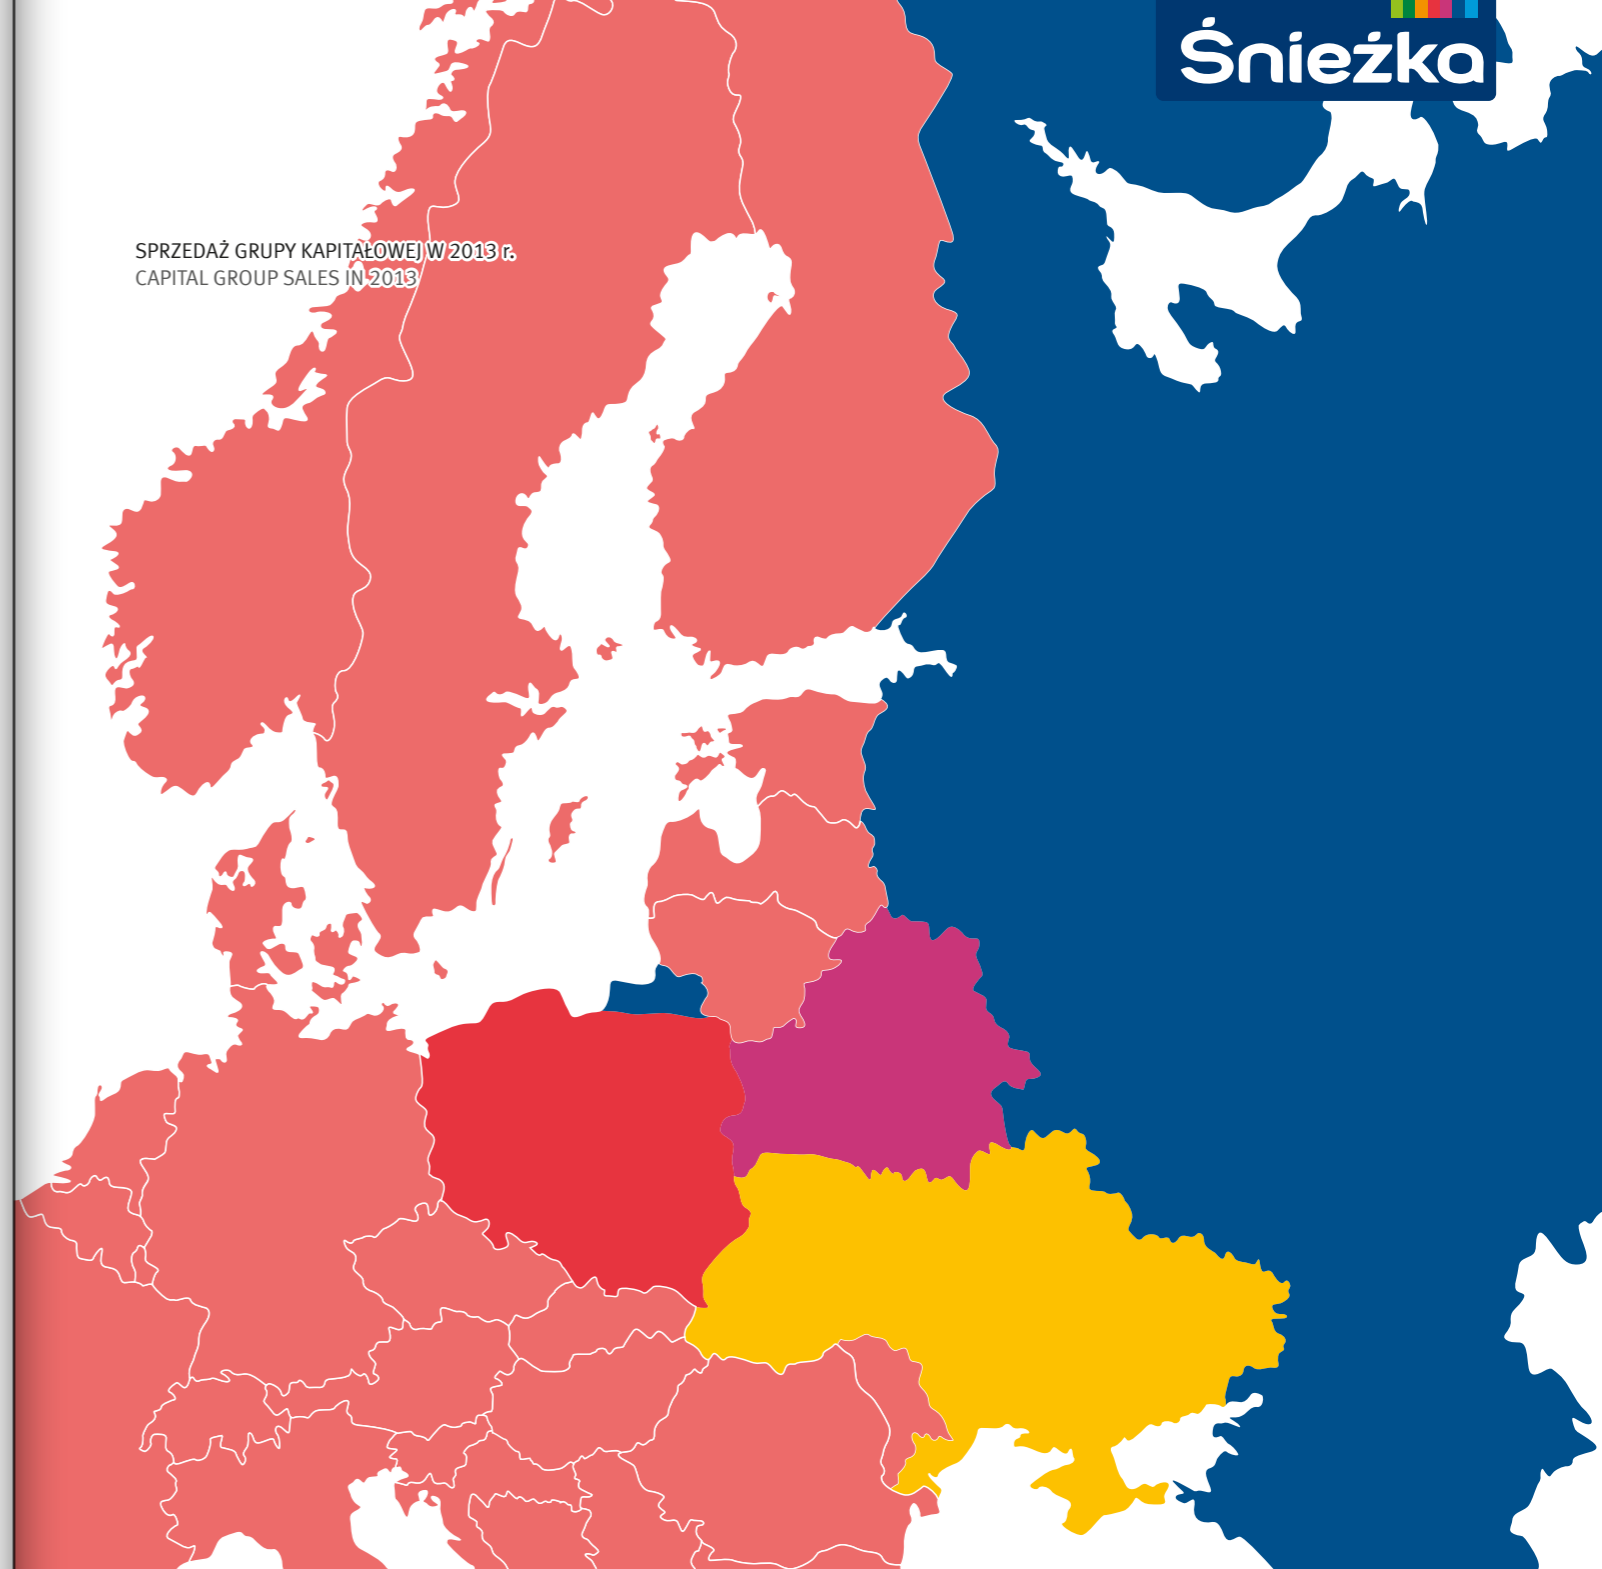 Śnieżka
SPRZEDAŻ GRUPY KAPITAŁOWEJ W 2013 r.
CAPITAL GROUP SALES IN 2013